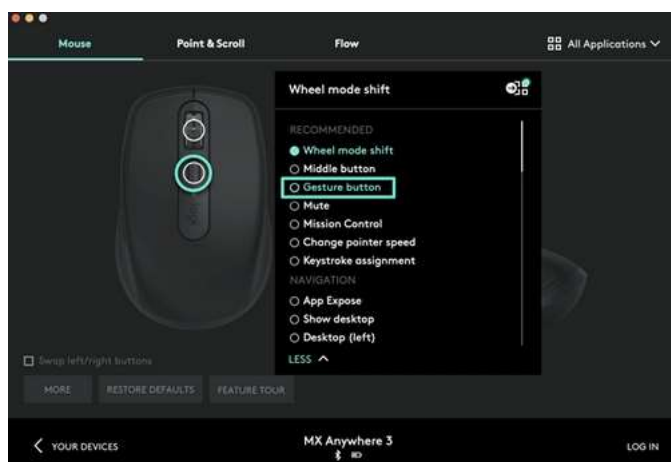 Mouse
Point & Scroll
Flow
All Applications
Wheel mode shift
RECOMMENDED
Wheel mode shift
Middle button
Gesture button
Mute
Mission Control
Change pointer speed
Keystroke assignment
NAVIGATION
App Expose
Show desktop
Desktop (left)
LESS
Swap left/right buttons
MORE
RESTORE DEFAULTS
FEATURE TOUR
YOUR DEVICES
MX Anywhere 3
LOG IN